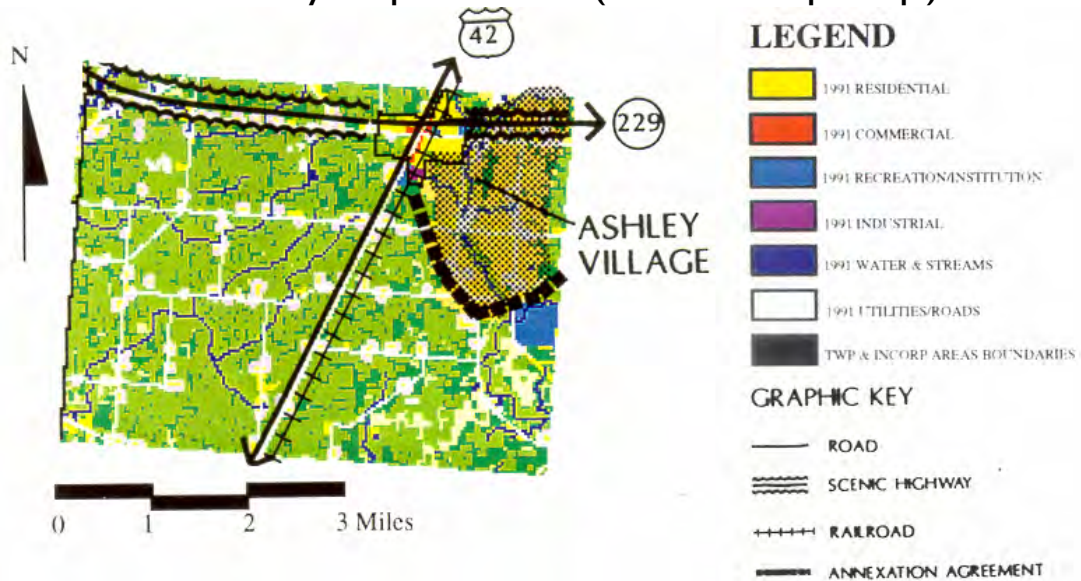 42
N
229
ASHLEY
VILLAGE
0 1 2 3 Miles
LEGEND
1991 RESIDENTIAL
1991 COMMERCIAL
1991 RECREATION/INSTITUTION
1991 INDUSTRIAL
1991 WATER & STREAMS
1991 UTILITIES/ROADS
TWP & INCORP AREAS BOUNDARIES
GRAPHIC KEY
ROAD
SCENIC HIGHWAY
RAILROAD
ANNEXATION AGREEMENT